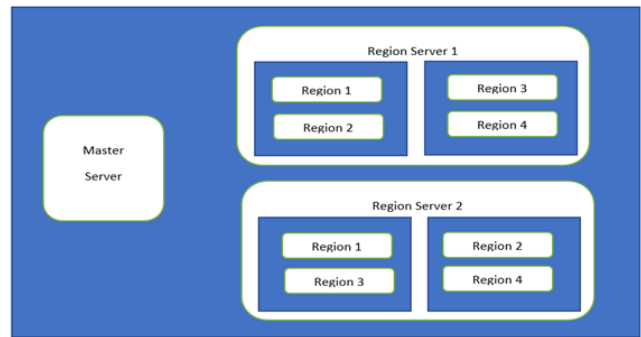 Master
Server
Region Server 1
Region 1
Region 2
Region 3
Region 4
Region Server 2
Region 1
Region 3
Region 2
Region 4